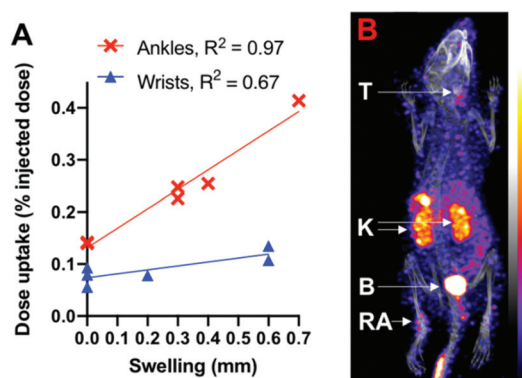 A
Ankles, R² = 0.97
Wrists, R² = 0.67
Dose uptake (% injected dose)
0.4
0.3
0.2
0.1
0.0
0.0 0.1 0.2 0.3 0.4 0.5 0.6 0.7
Swelling (mm)
B
T
K
B
RA